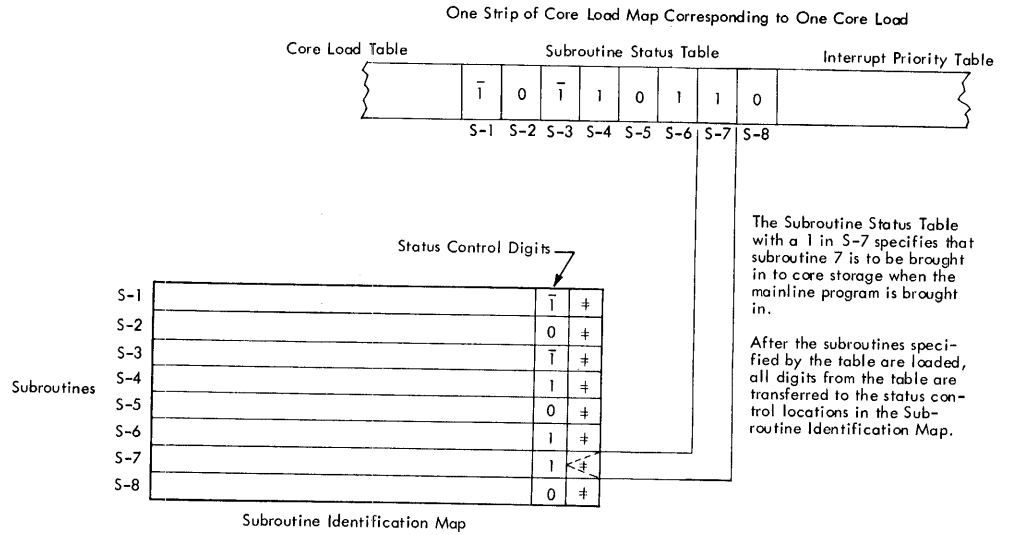 One Strip of Core Load Map Corresponding to One Core Load
Core Load Table
Subroutine Status Table
Interrupt Priority Table
1̅ 0 1̅ 1 0 1 1 0
S-1 S-2 S-3 S-4 S-5 S-6 S-7 S-8
The Subroutine Status Table
with a 1 in S-7 specifies that
subroutine 7 is to be brought
in to core storage when the
mainline program is brought
in.
After the subroutines speci-
fied by the table are loaded,
all digits from the table are
transferred to the status con-
trol locations in the Sub-
routine Identification Map.
Status Control Digits
Subroutines
S-1 1̅ ‡
S-2 0 ‡
S-3 1̅ ‡
S-4 1 ‡
S-5 0 ‡
S-6 1 ‡
S-7 1 ‡
S-8 0 ‡
Subroutine Identification Map